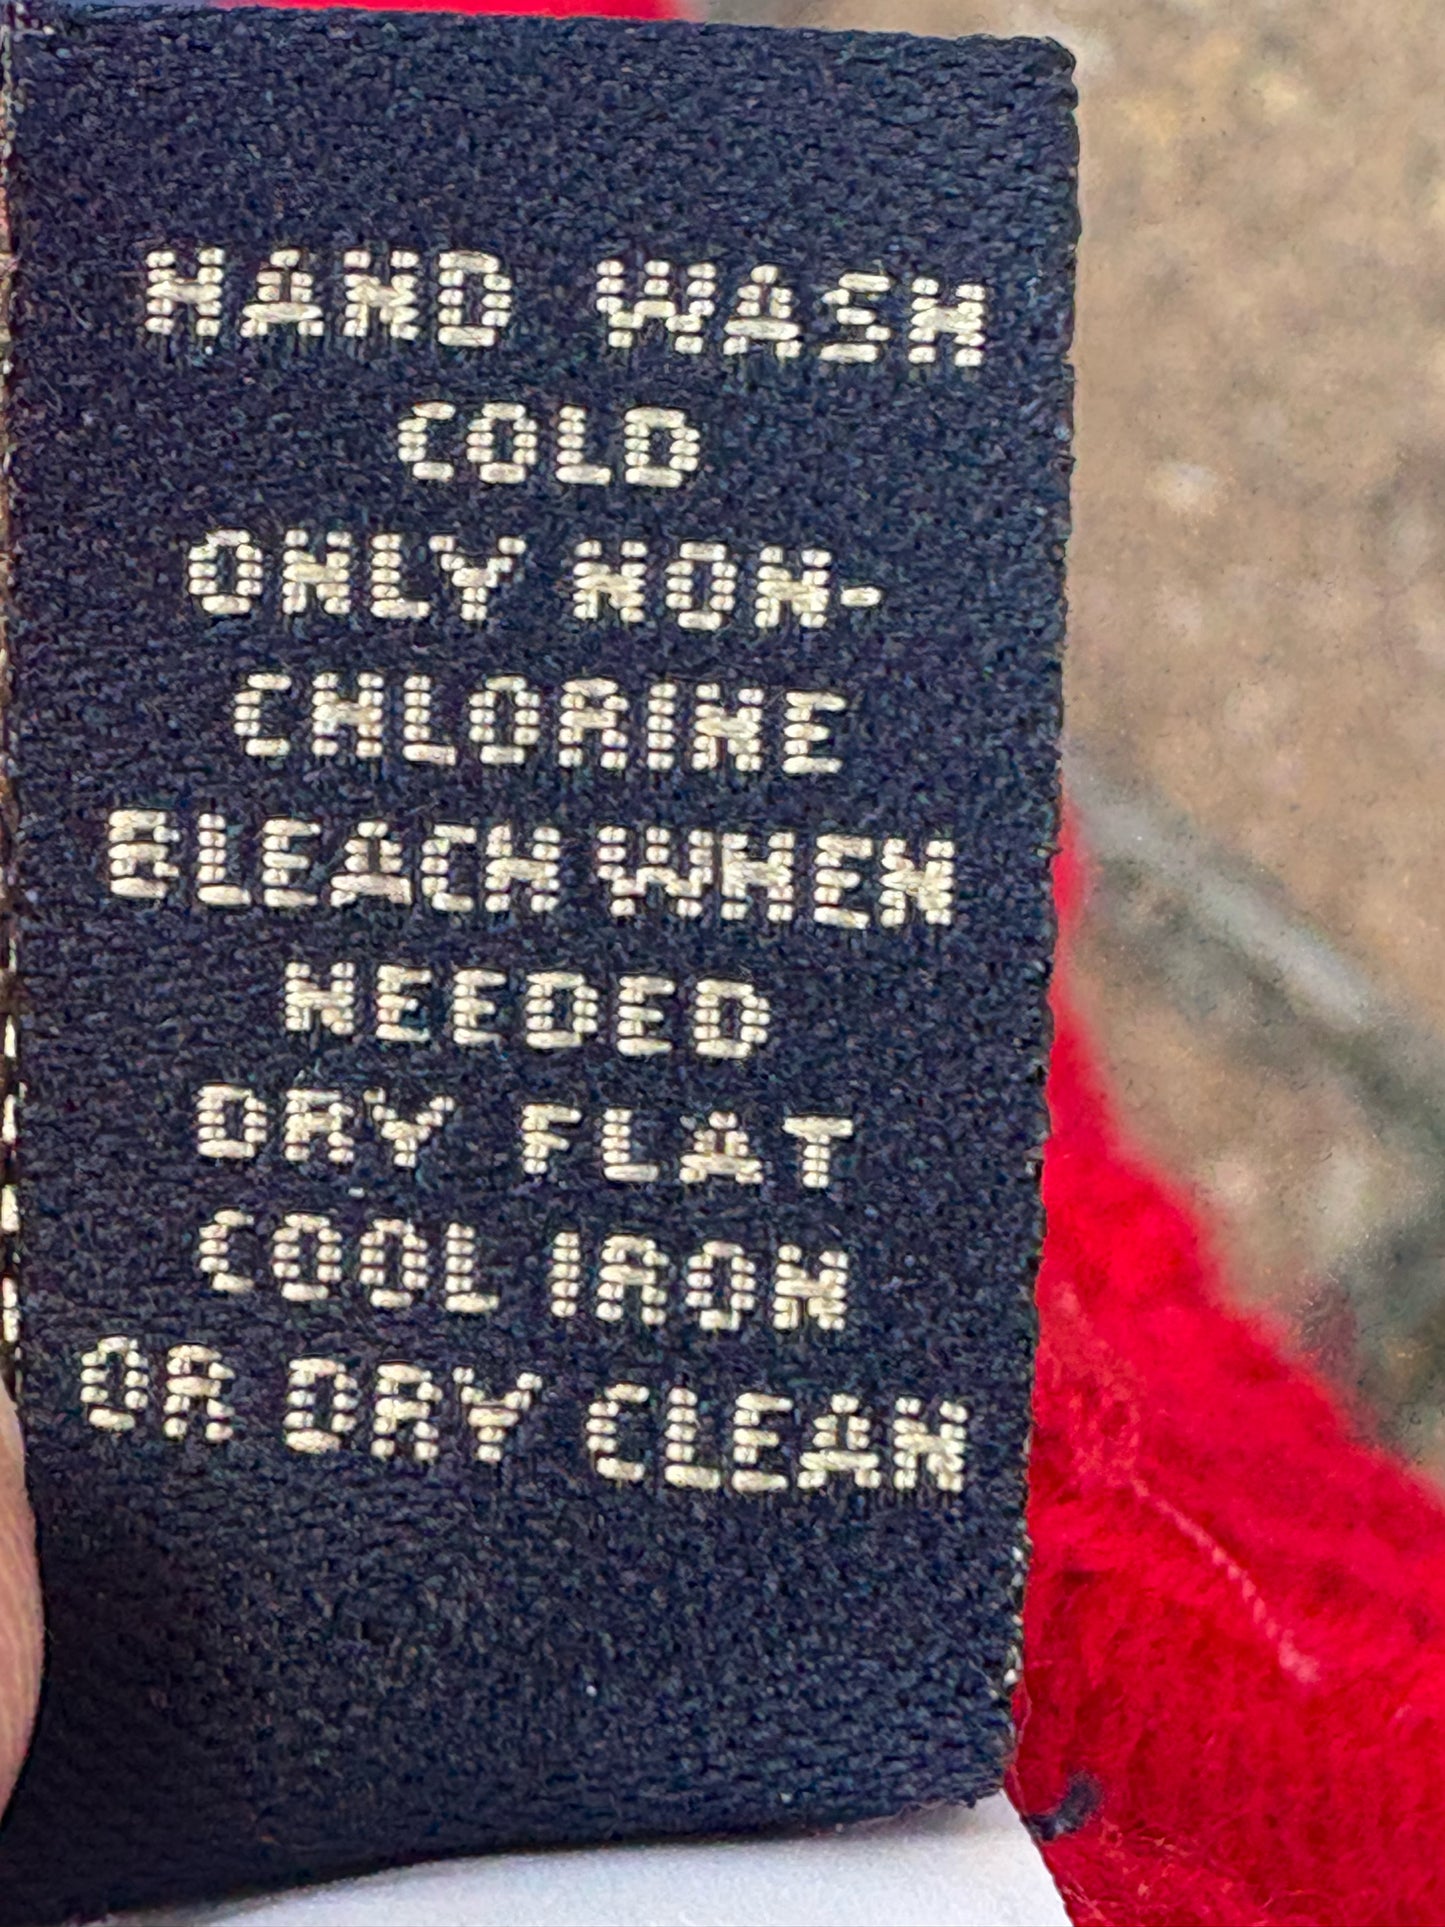 HAND WASH
COLD
ONLY NON-
CHLORINE
BLEACH WHEN
NEEDED
DRY FLAT
COOL IRON
OR DRY CLEAN